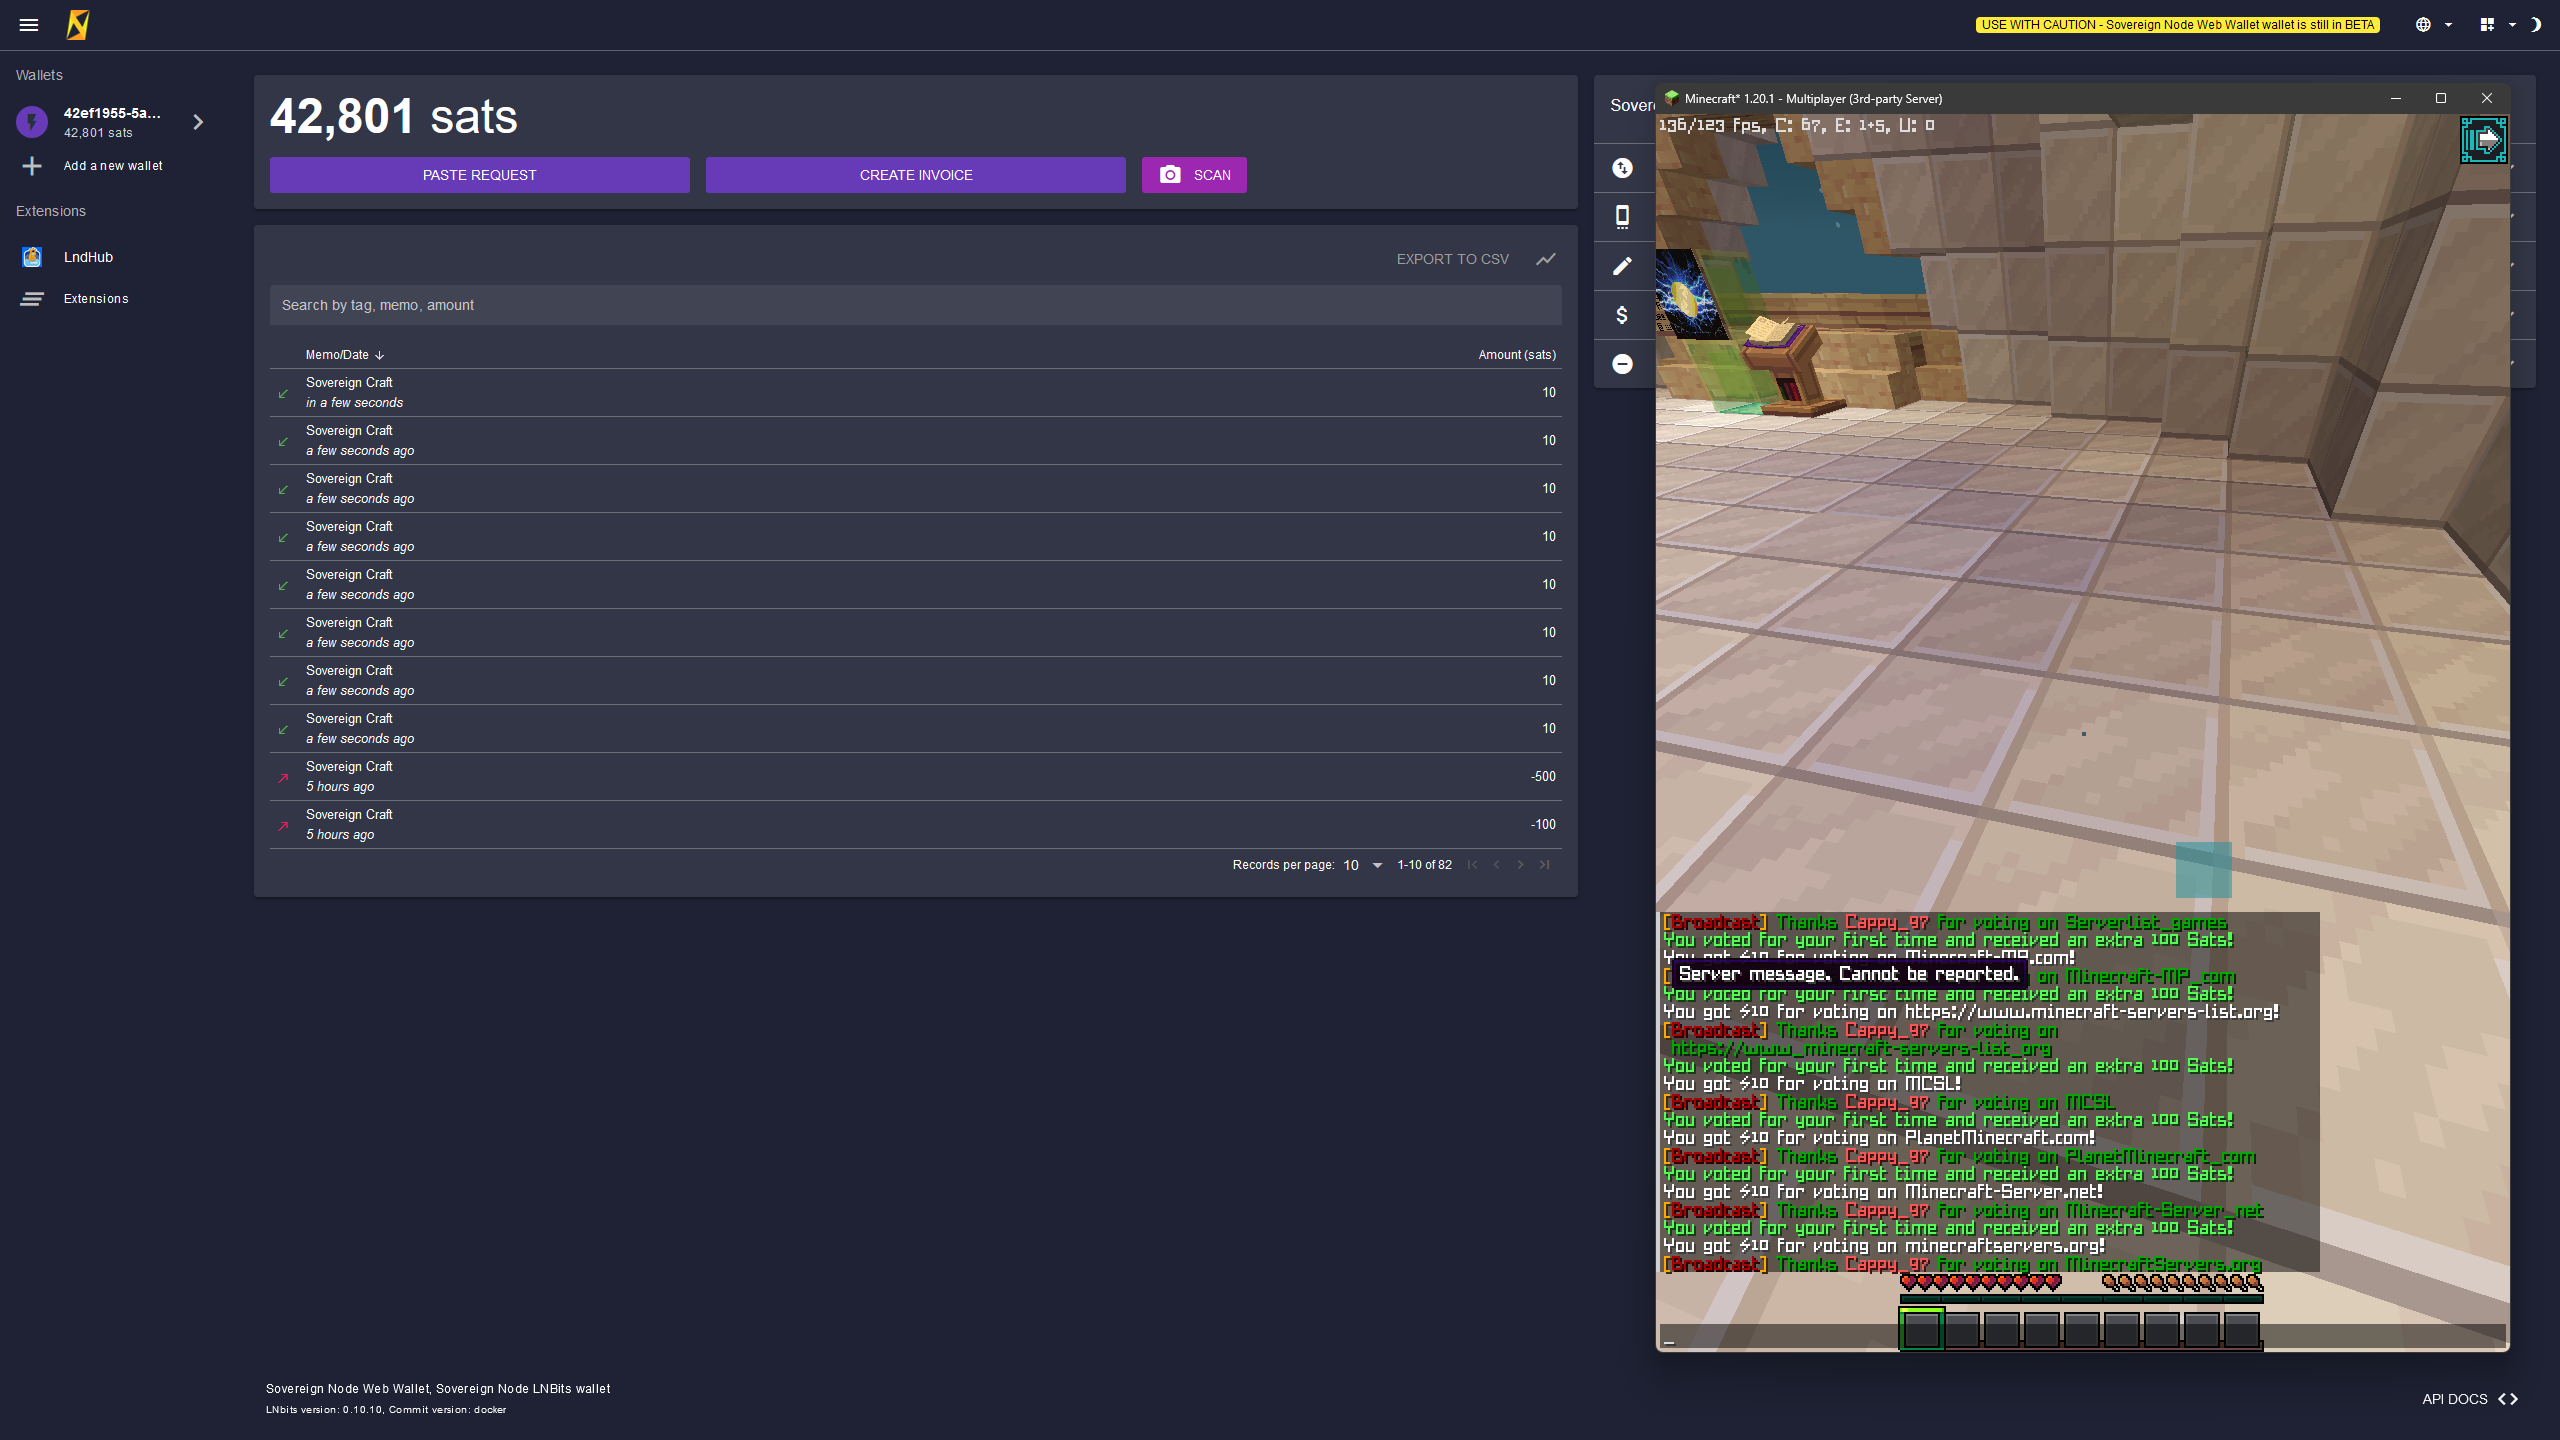 USE WITH CAUTION - Sovereign Node Web Wallet wallet is still in BETA
Wallets
42ef1955-5a...
42,801 sats
Add a new wallet
Extensions
LndHub
Extensions
42,801 sats
PASTE REQUEST
CREATE INVOICE
SCAN
EXPORT TO CSV
Search by tag, memo, amount
Memo/Date
Amount (sats)
Sovereign Craft
in a few seconds
10
Sovereign Craft
a few seconds ago
10
Sovereign Craft
a few seconds ago
10
Sovereign Craft
a few seconds ago
10
Sovereign Craft
a few seconds ago
10
Sovereign Craft
a few seconds ago
10
Sovereign Craft
a few seconds ago
10
Sovereign Craft
a few seconds ago
10
Sovereign Craft
5 hours ago
-500
Sovereign Craft
5 hours ago
-100
Records per page: 10
1-10 of 82
Minecraft* 1.20.1 - Multiplayer (3rd-party Server)
136/123 fps, C: 67, E: 1+5, U: 0
[Broadcast] Thanks Cappy_97 for voting on Serverlist_games
You voted for your first time and received an extra 100 Sats!
You got ⚡10 for voting on Minecraft-MP.com!
Server message. Cannot be reported.
on Minecraft-MP_com
You voted for your first time and received an extra 100 Sats!
You got ⚡10 for voting on https://www.minecraft-servers-list.org!
[Broadcast] Thanks Cappy_97 for voting on
https://www_minecraft-servers-list_org
You voted for your first time and received an extra 100 Sats!
You got ⚡10 for voting on MCSL!
[Broadcast] Thanks Cappy_97 for voting on MCSL
You voted for your first time and received an extra 100 Sats!
You got ⚡10 for voting on PlanetMinecraft.com!
[Broadcast] Thanks Cappy_97 for voting on PlanetMinecraft_com
You voted for your first time and received an extra 100 Sats!
You got ⚡10 for voting on Minecraft-Server.net!
[Broadcast] Thanks Cappy_97 for voting on Minecraft-Server_net
You voted for your first time and received an extra 100 Sats!
You got ⚡10 for voting on minecraftservers.org!
[Broadcast] Thanks Cappy_97 for voting on MinecraftServers.org
Sovereign Node Web Wallet, Sovereign Node LNBits wallet
LNbits version: 0.10.10, Commit version: docker
API DOCS